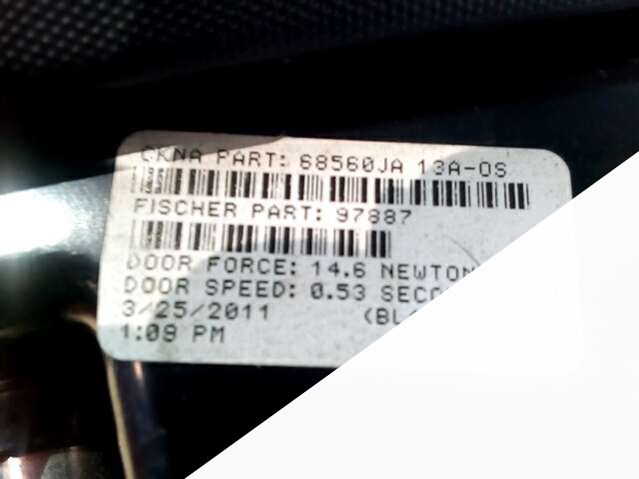 CKNA PART: 68560JA 13A-OS
FISCHER PART: 97887
DOOR FORCE: 14.6 NEWTON
DOOR SPEED: 0.53
3/25/2011
1:09 PM